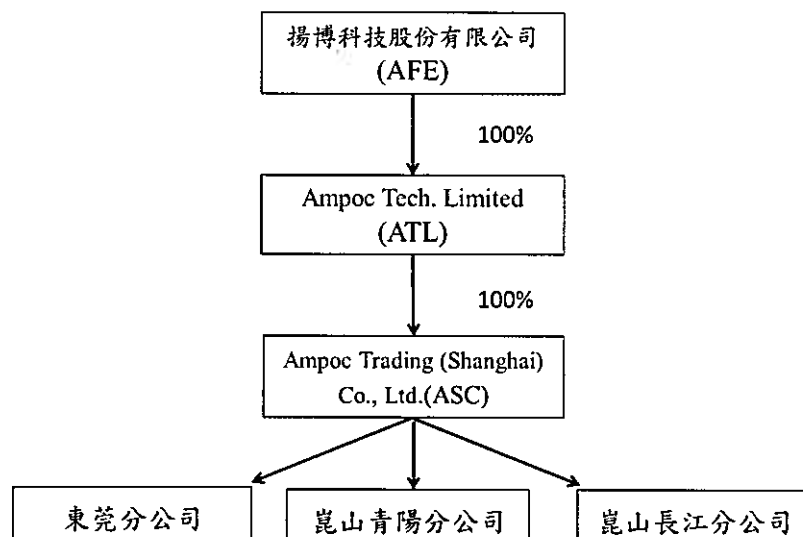 揚博科技股份有限公司
(AFE)
100%
Ampoc Tech. Limited
(ATL)
100%
Ampoc Trading (Shanghai)
Co., Ltd.(ASC)
東莞分公司
崑山青陽分公司
崑山長江分公司